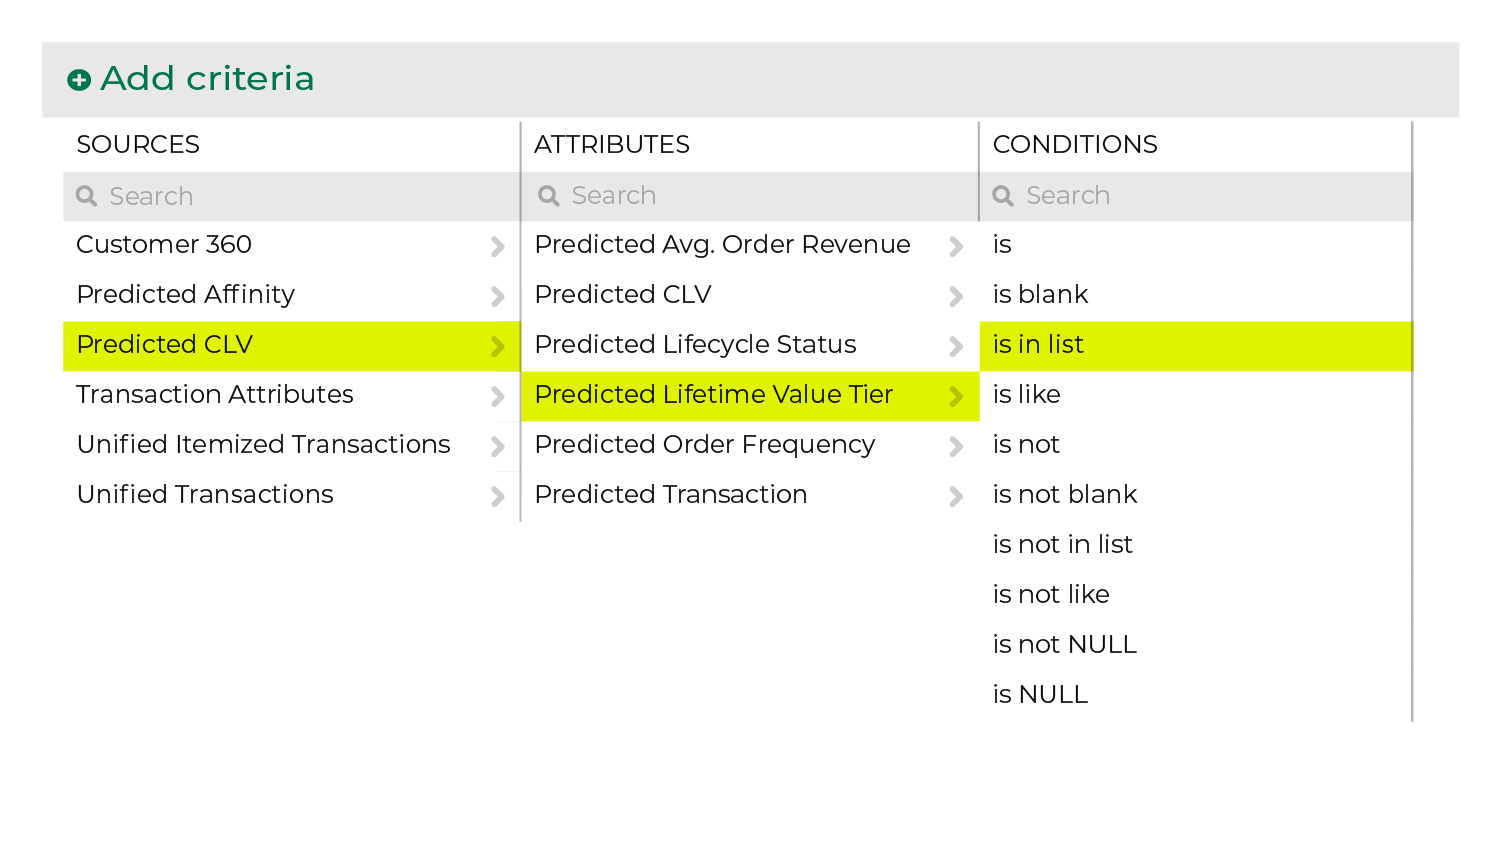 Add criteria
SOURCES
Search
Customer 360
Predicted Affinity
Predicted CLV
Transaction Attributes
Unified Itemized Transactions
Unified Transactions
ATTRIBUTES
Search
Predicted Avg. Order Revenue
Predicted CLV
Predicted Lifecycle Status
Predicted Lifetime Value Tier
Predicted Order Frequency
Predicted Transaction
CONDITIONS
Search
is
is blank
is in list
is like
is not
is not blank
is not in list
is not like
is not NULL
is NULL